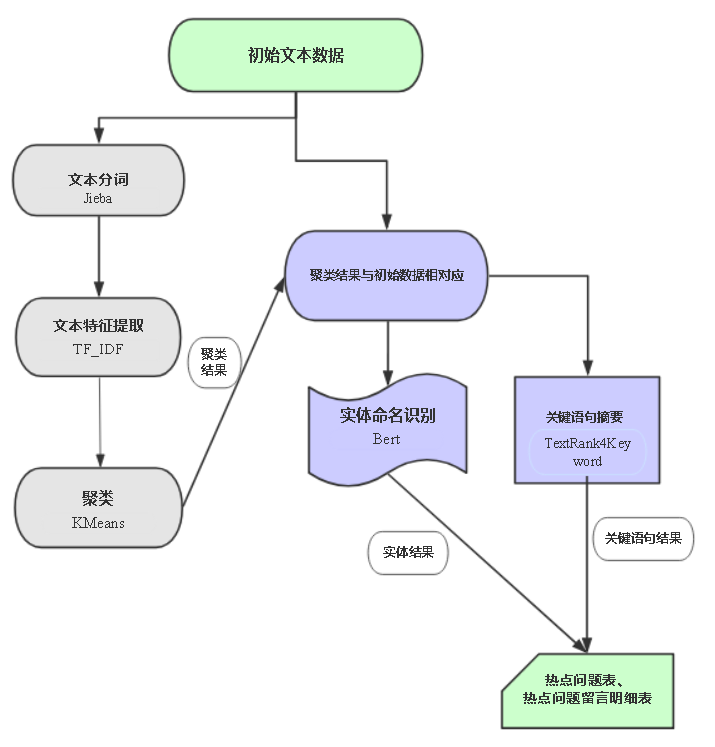 初始文本数据
文本分词
Jieba
文本特征提取
TF_IDF
聚类
KMeans
聚类
结果
聚类结果与初始数据相对应
实体命名识别
Bert
关键语句摘要
TextRank4Key
word
实体结果
关键语句结果
热点问题表、
热点问题留言明细表